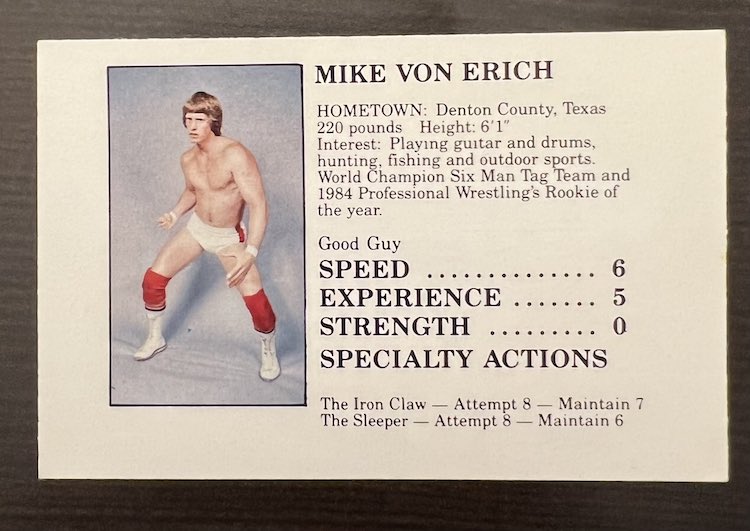 MIKE VON ERICH
HOMETOWN: Denton County, Texas
220 pounds Height: 6'1"
Interest: Playing guitar and drums,
hunting, fishing and outdoor sports.
World Champion Six Man Tag Team and
1984 Professional Wrestling's Rookie of
the year.
Good Guy
SPEED .............. 6
EXPERIENCE ....... 5
STRENGTH ......... 0
SPECIALTY ACTIONS
The Iron Claw — Attempt 8 — Maintain 7
The Sleeper — Attempt 8 — Maintain 6